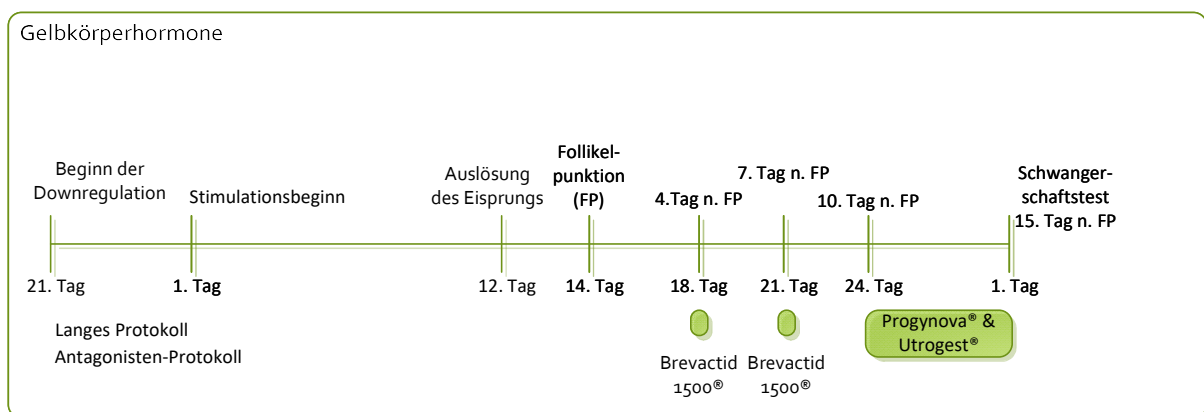 Gelbkörperhormone
Beginn der
Downregulation
Stimulationsbeginn
Auslösung
des Eisprungs
Follikel-
punktion
(FP)
4.Tag n. FP
7. Tag n. FP
10. Tag n. FP
Schwanger-
schaftstest
15. Tag n. FP
21. Tag
1. Tag
12. Tag
14. Tag
18. Tag
21. Tag
24. Tag
1. Tag
Langes Protokoll
Antagonisten-Protokoll
Brevactid
1500®
Brevactid
1500®
Progynova® &
Utrogest®